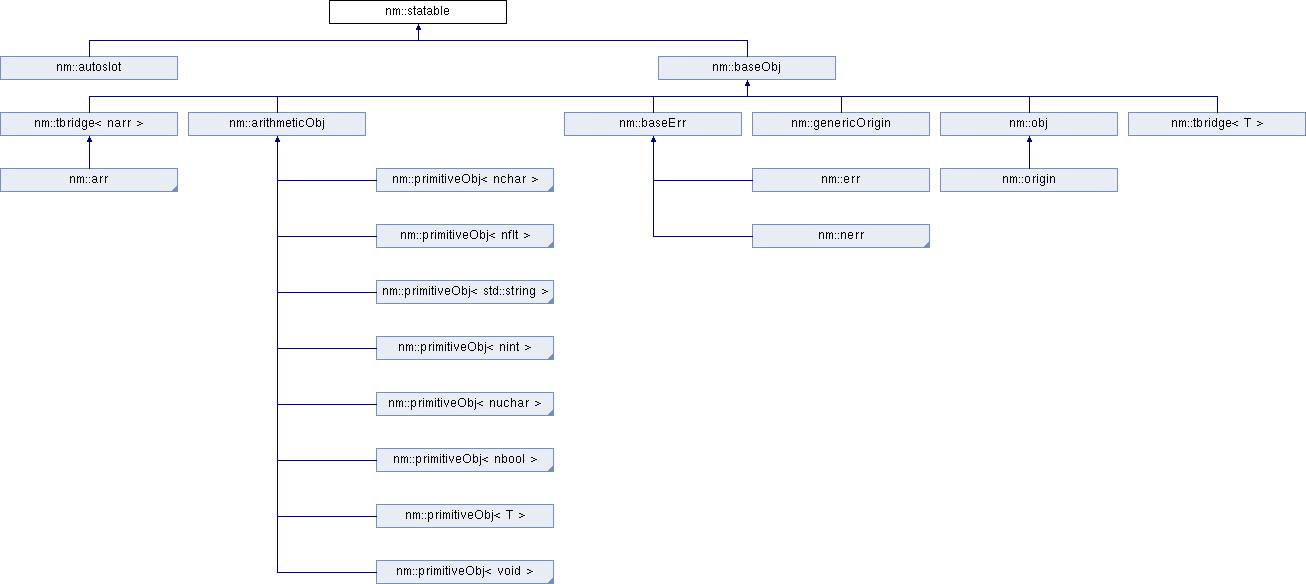 nm::statable
nm::autoslot
nm::baseObj
nm::tbridge< narr >
nm::arithmeticObj
nm::baseErr
nm::genericOrigin
nm::obj
nm::tbridge< T >
nm::arr
nm::primitiveObj< nchar >
nm::err
nm::origin
nm::primitiveObj< nflt >
nm::nerr
nm::primitiveObj< std::string >
nm::primitiveObj< nint >
nm::primitiveObj< nuchar >
nm::primitiveObj< nbool >
nm::primitiveObj< T >
nm::primitiveObj< void >